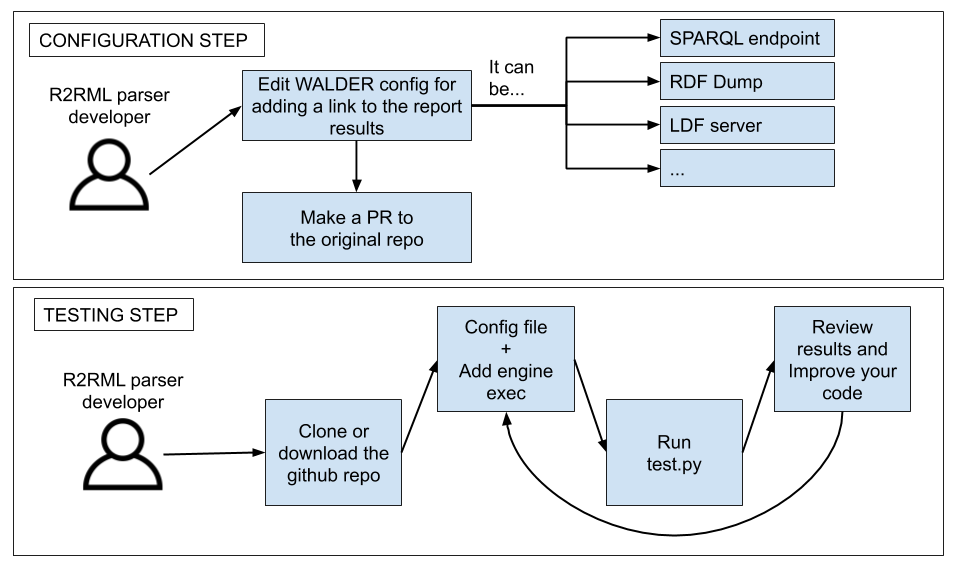 CONFIGURATION STEP
R2RML parser
developer
Edit WALDER config for
adding a link to the report
results
It can
be...
SPARQL endpoint
RDF Dump
LDF server
...
Make a PR to
the original repo
TESTING STEP
R2RML parser
developer
Clone or
download the
github repo
Config file
+
Add engine
exec
Run
test.py
Review
results and
Improve your
code